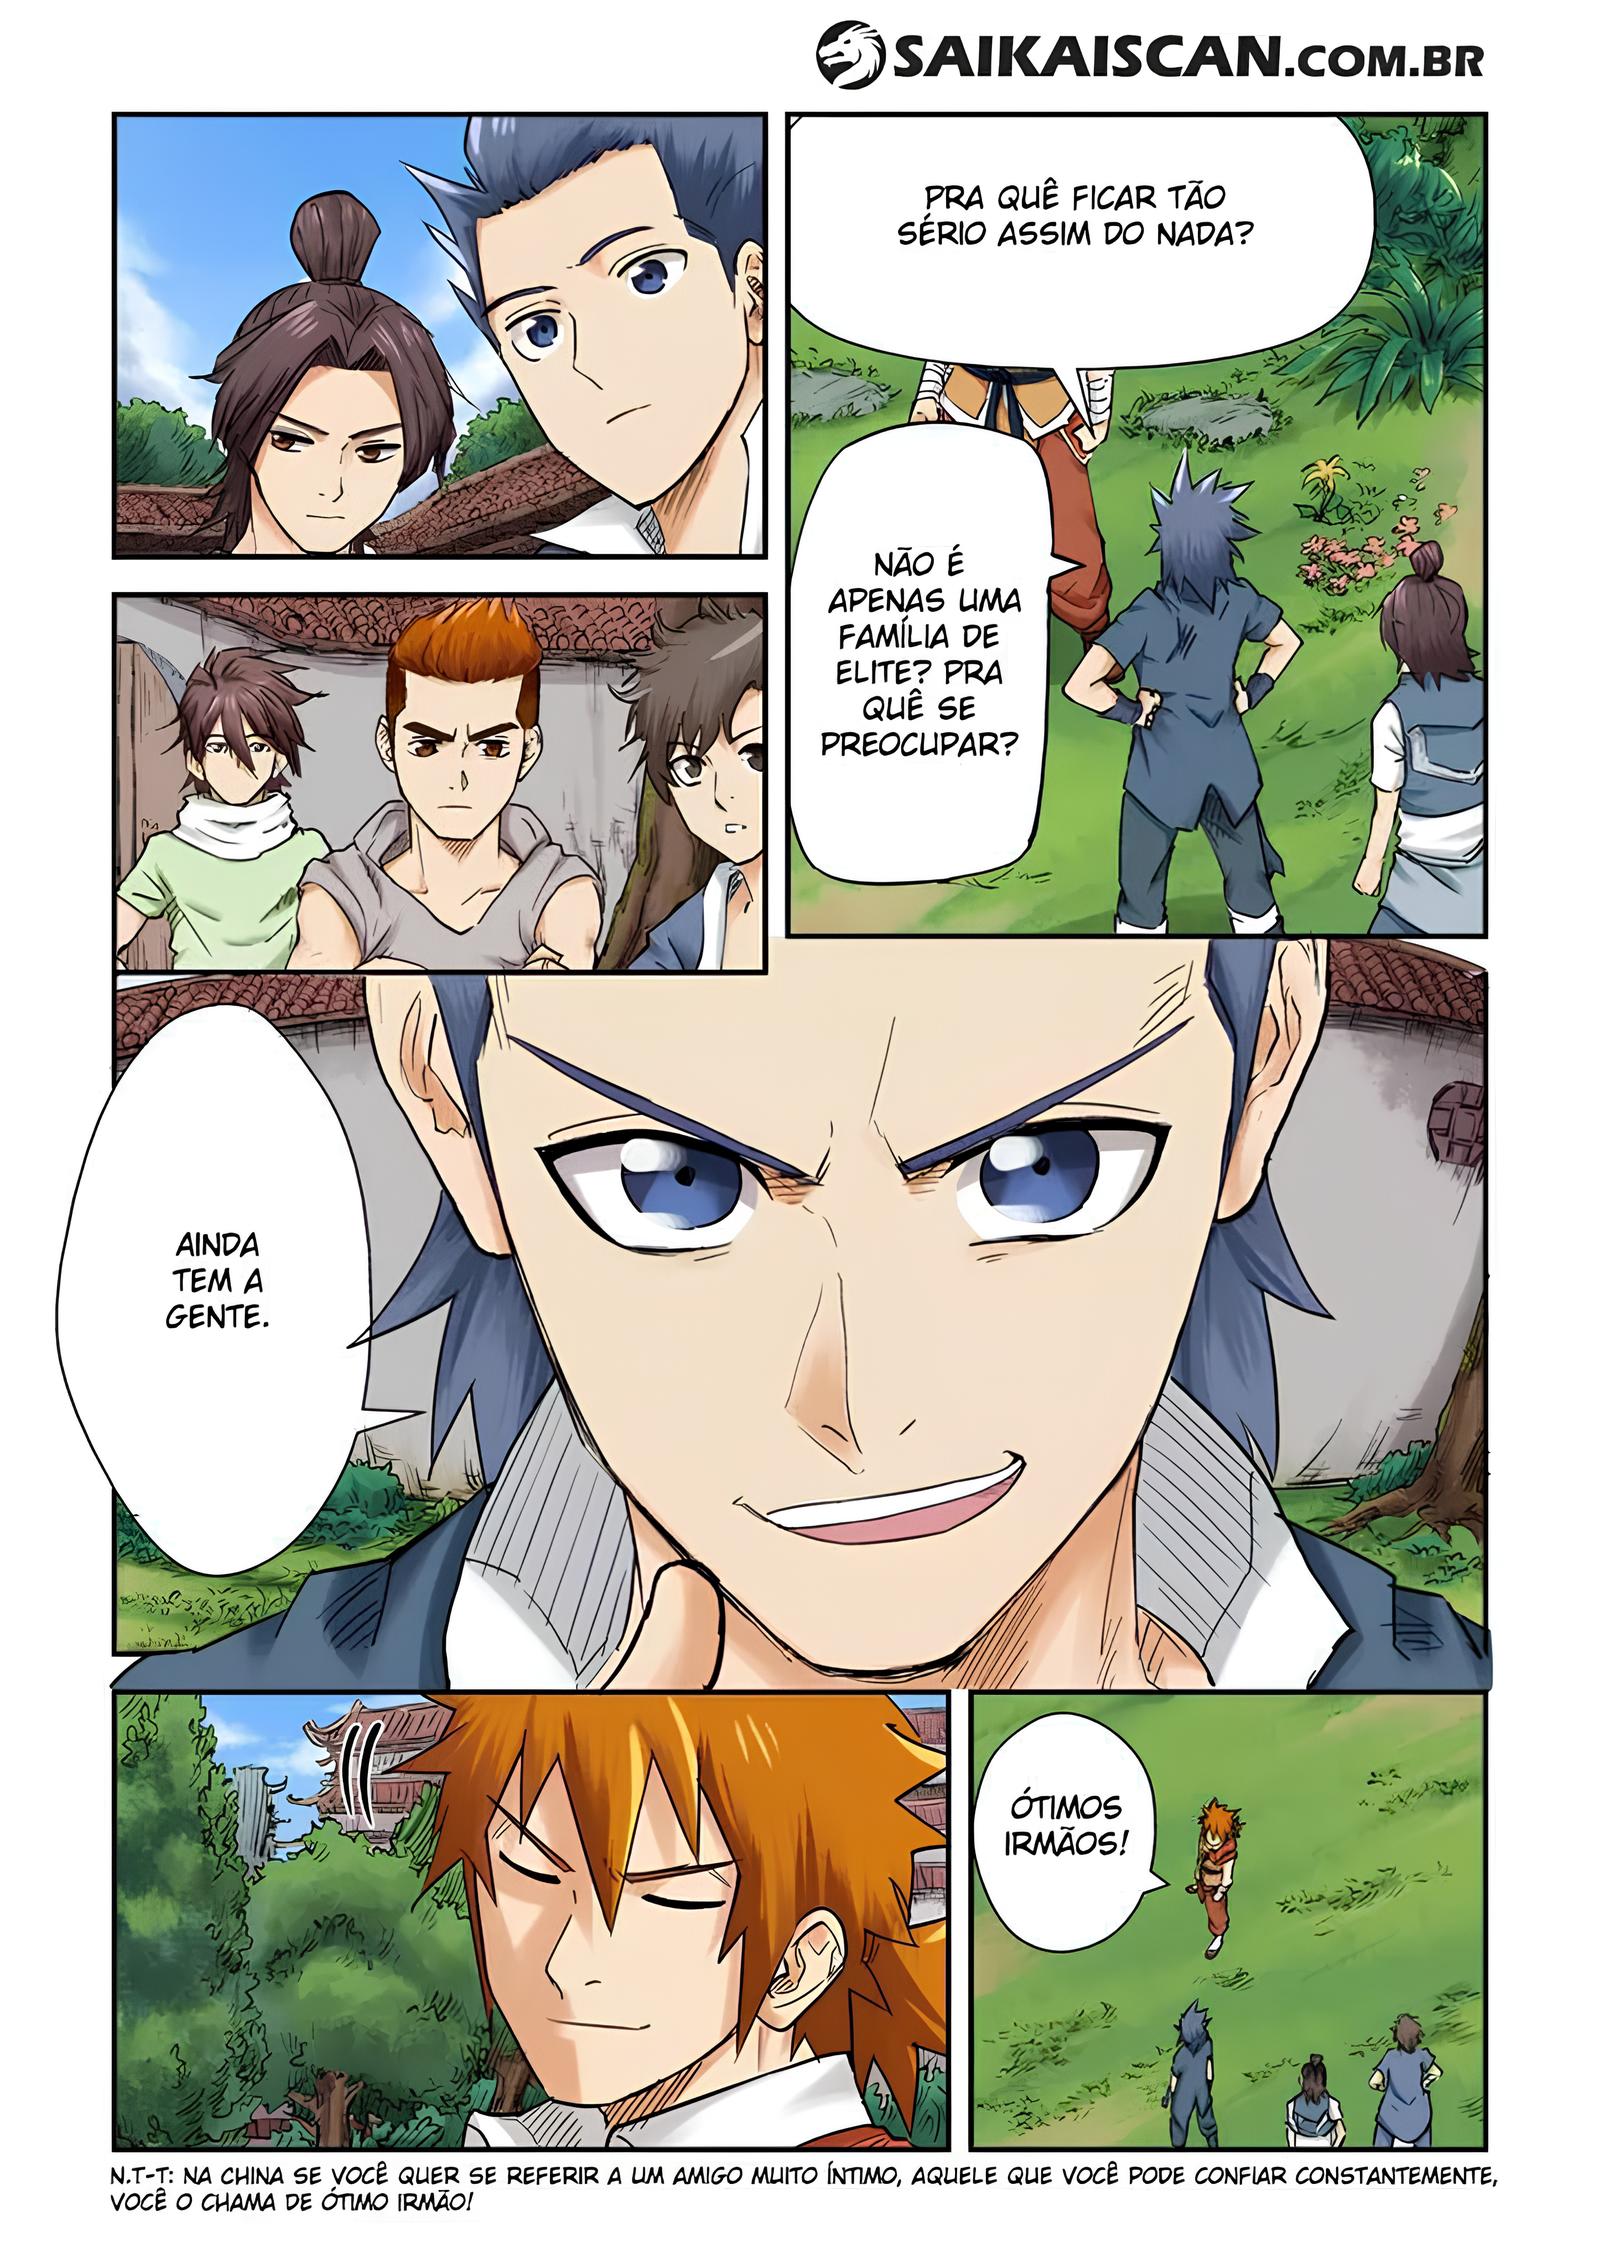 SAIKAISCAN.COM.BR
PRA QUÊ FICAR TÃO
SÉRIO ASSIM DO NADA?
NÃO É
APENAS UMA
FAMÍLIA DE
ELITE? PRA
QUÊ SE
PREOCUPAR?
AINDA
TEM A
GENTE.
ÓTIMOS
IRMÃOS!
N.T-T: NA CHINA SE VOCÊ QUER SE REFERIR A UM AMIGO MUITO ÍNTIMO, AQUELE QUE VOCÊ PODE CONFIAR CONSTANTEMENTE,
VOCÊ O CHAMA DE ÓTIMO IRMÃO!